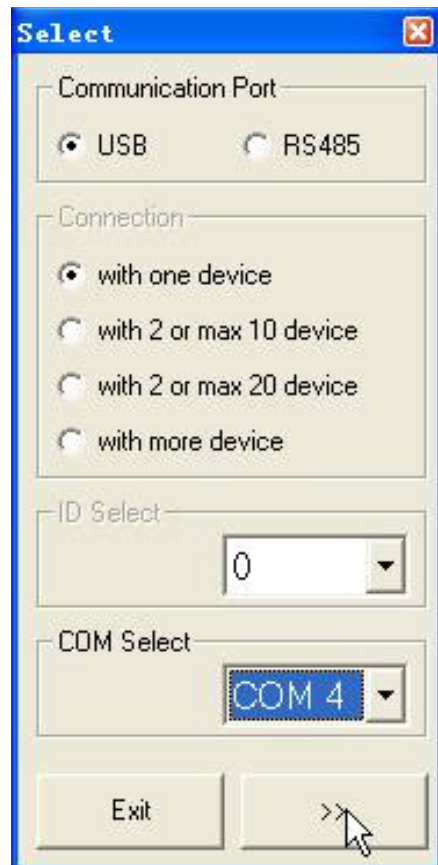 Select
Communication Port
USB RS485
Connection
with one device
with 2 or max 10 device
with 2 or max 20 device
with more device
ID Select
0
COM Select
COM 4
Exit >>